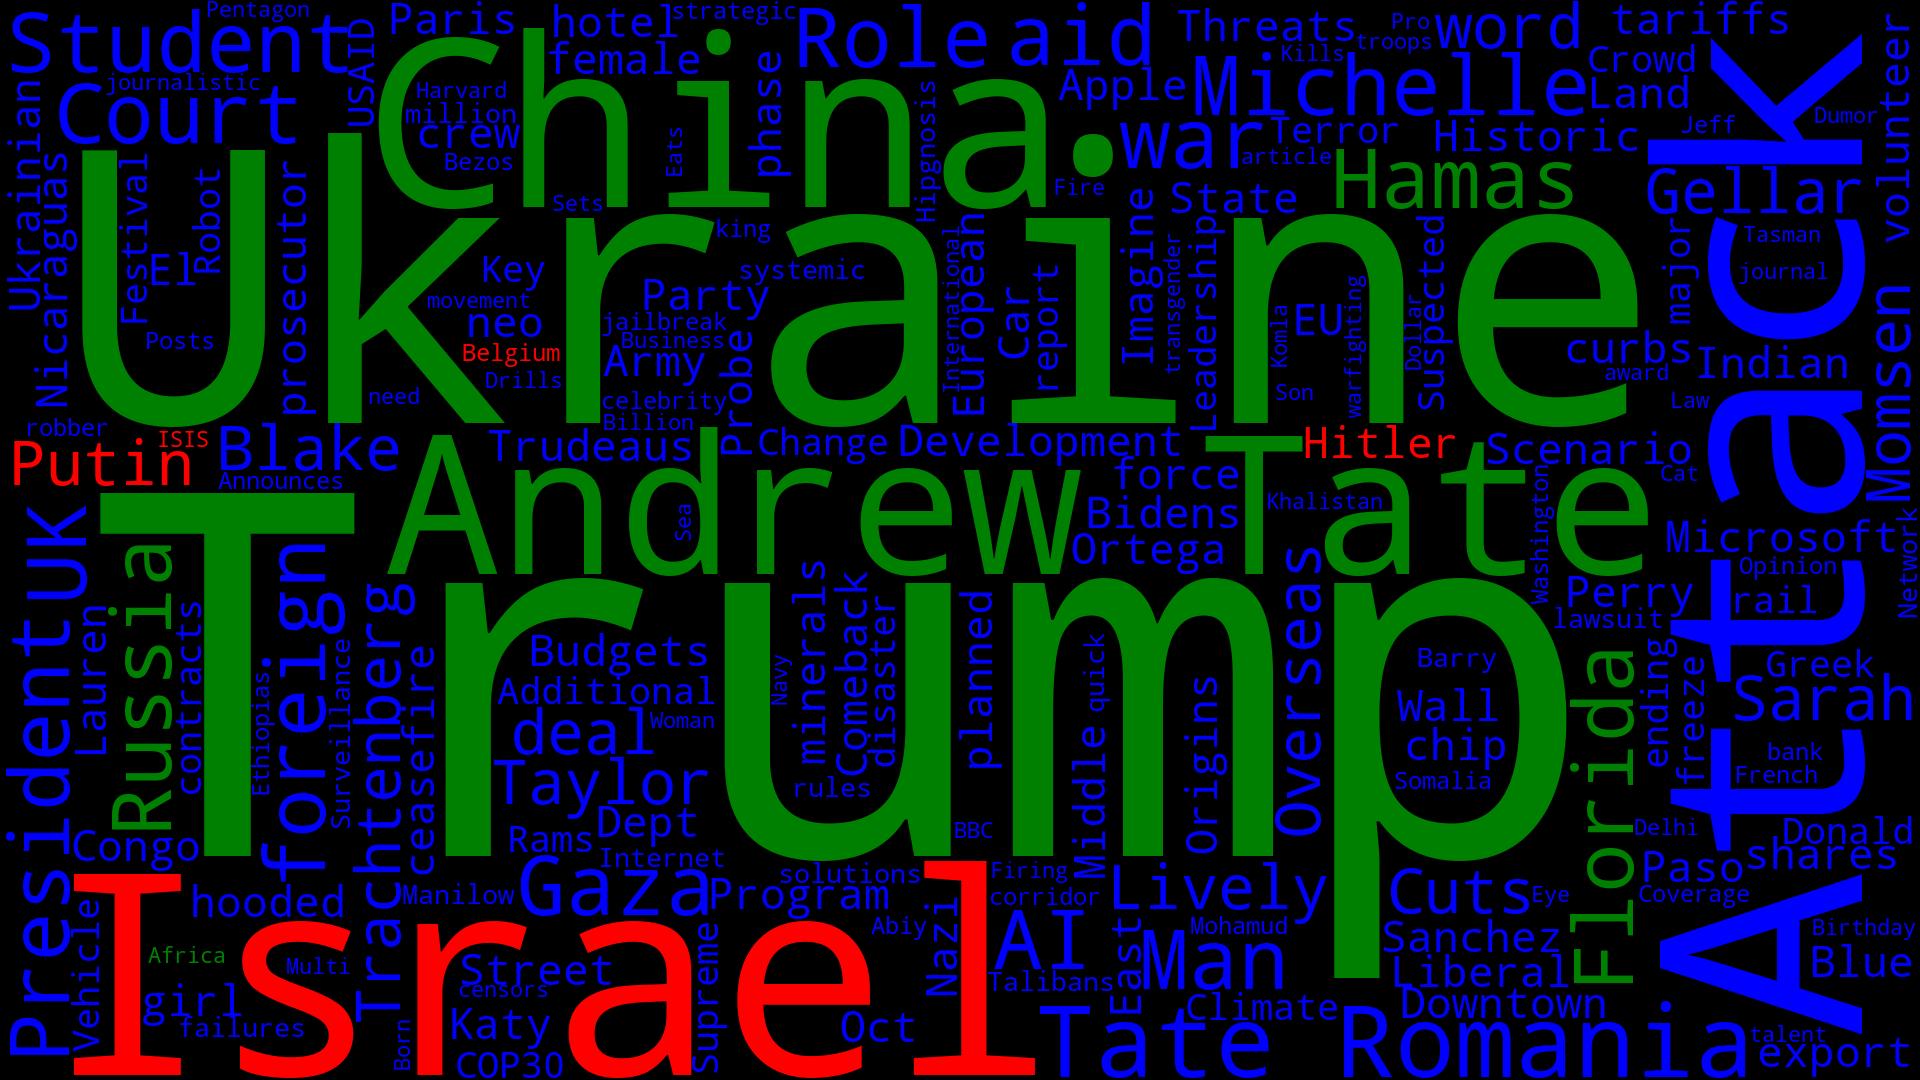 Pentagon
Student
journalistic
Court
USAID
Paris
hotel
strategic
female
Role
aid
Threats
Pro
troops
Kills
word
tariffs
Crowd
Land
Michelle
Apple
Harvard
million
crew
Bezos
China.
Eats
phase
Hipgnosis
war
Terror
article
Historic
Jeff
Dumor
volunteer
Attack
Ukrainian
Nicaraguas
Festival
El
Robot
prosecutor
Posts
Ukraine
Sets
king
Fire
State
Hamas
Gellar
Tasman
journal
Momsen
Key
movement
neo
Belgium
Drills
need
systemic
Party
jailbreak
Business
Army
celebrity
Billion
Probe
International
European
Car
report
Imagine
transgender
Leadership
Komla
EU
Son
warfighting
Dollar
Suspected
major
curbs
award
Indian
Law
robber
Putin
ISIS
Blake
Announces
Trudeaus
Change
Development
Hitler
Scenario
Cat
Andrew Tate
Sea
force
Bidens
Khalistan
Ortega
Washington
Microsoft
Opinion
Network
PresidentUK
Lauren
Russia
contracts
Ethiopias.
foreign
Surveillance
Trachtenberg
ceasefire
Trump
Budgets
Additional
deal
Woman
Taylor
Navy
minerals
Comeback
disaster
rules
planned
Middle
quick
Origins
Overseas
Barry
Wall
chip
Somalia
Perry
lawsuit
rail
Florida
ending
freeze
Greek
Sarah
bank
French
Delhi
Donald
Paso
shares
Coverage
Congo
Rams
Dept
BBC
Internet
hooded
Manilow
Gaza
Program
solutions
Firing
corridor
Lively
Cuts
Eye
Israel
Vehicle
Africa
Multi
girl
failures
Born
Street
censors
Katy
COP30
Supreme
Abiy
Oct
Nazi
AI
Talibans
East
Man
Mohamud
Sanchez
Liberal
Climate
Downtown
Birthday
Blue
Tate Romania
talent
export